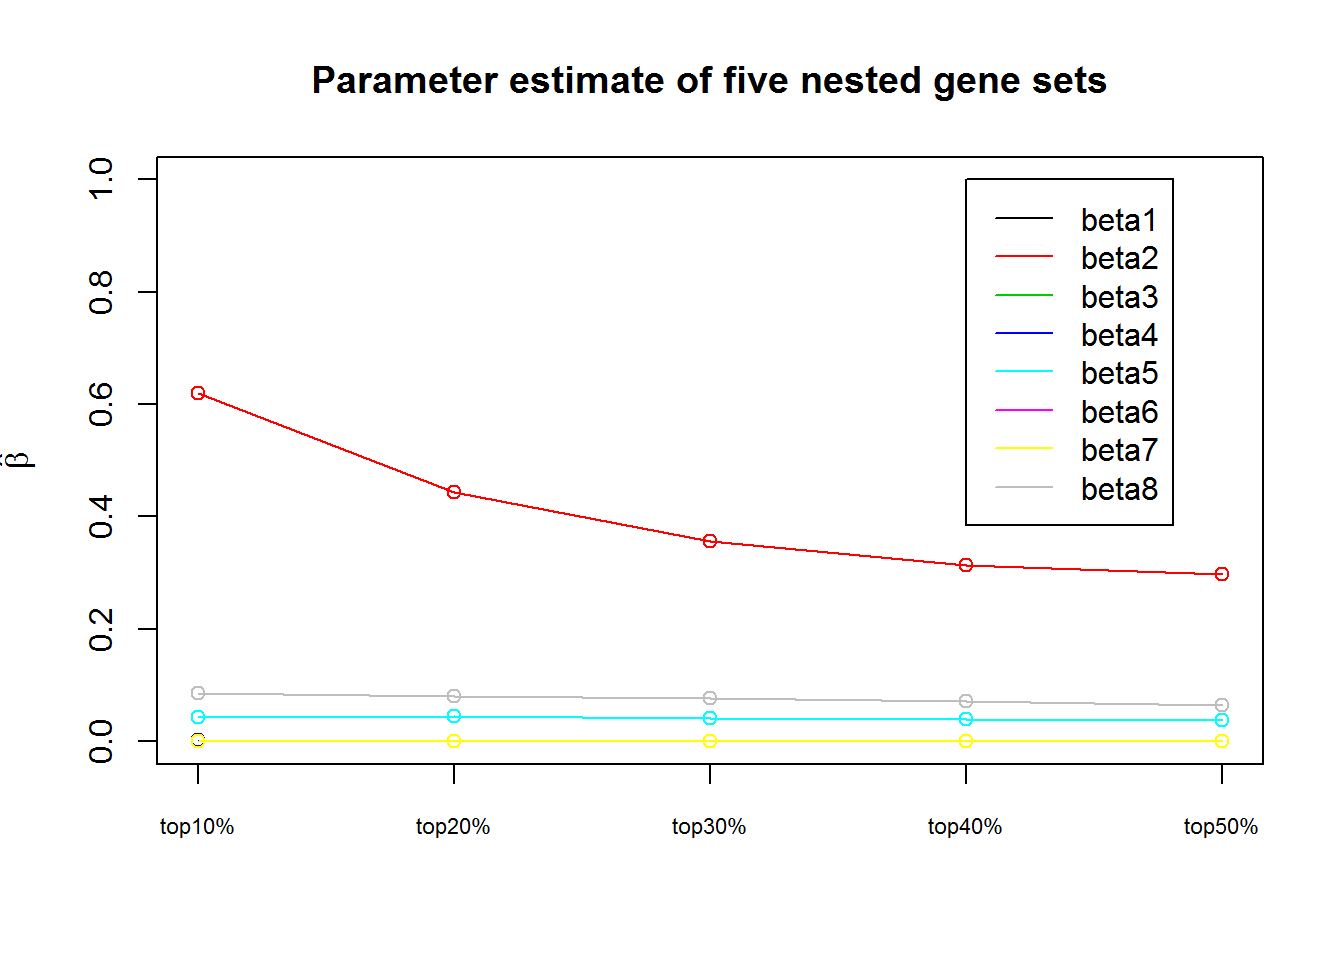 Parameter estimate of five nested gene sets
β̂
1.0
0.8
0.6
0.4
0.2
0.0
beta1
beta2
beta3
beta4
beta5
beta6
beta7
beta8
top10% top20% top30% top40% top50%